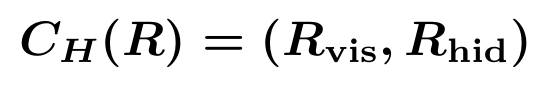 C_H(R) = (R_vis, R_hid)